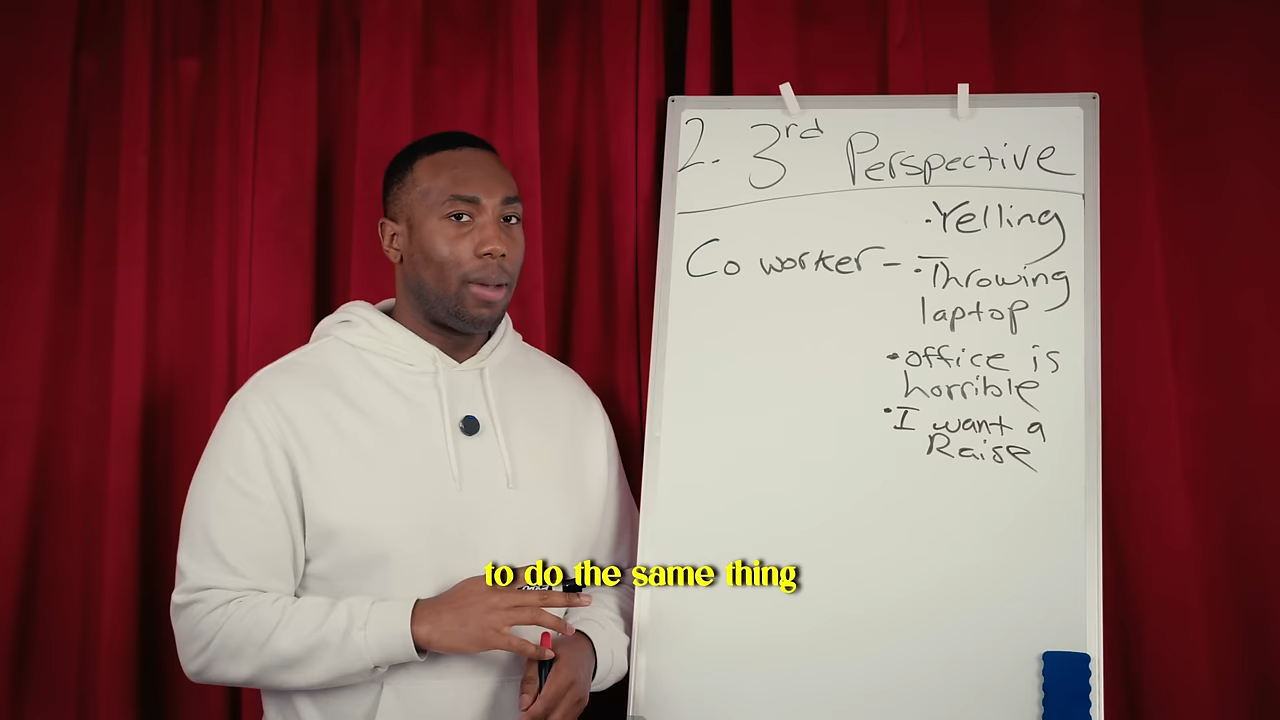 2. 3rd Perspective
· Yelling
Co worker - · Throwing
laptop
· office is
horrible
· I want a
Raise
to do the same thing